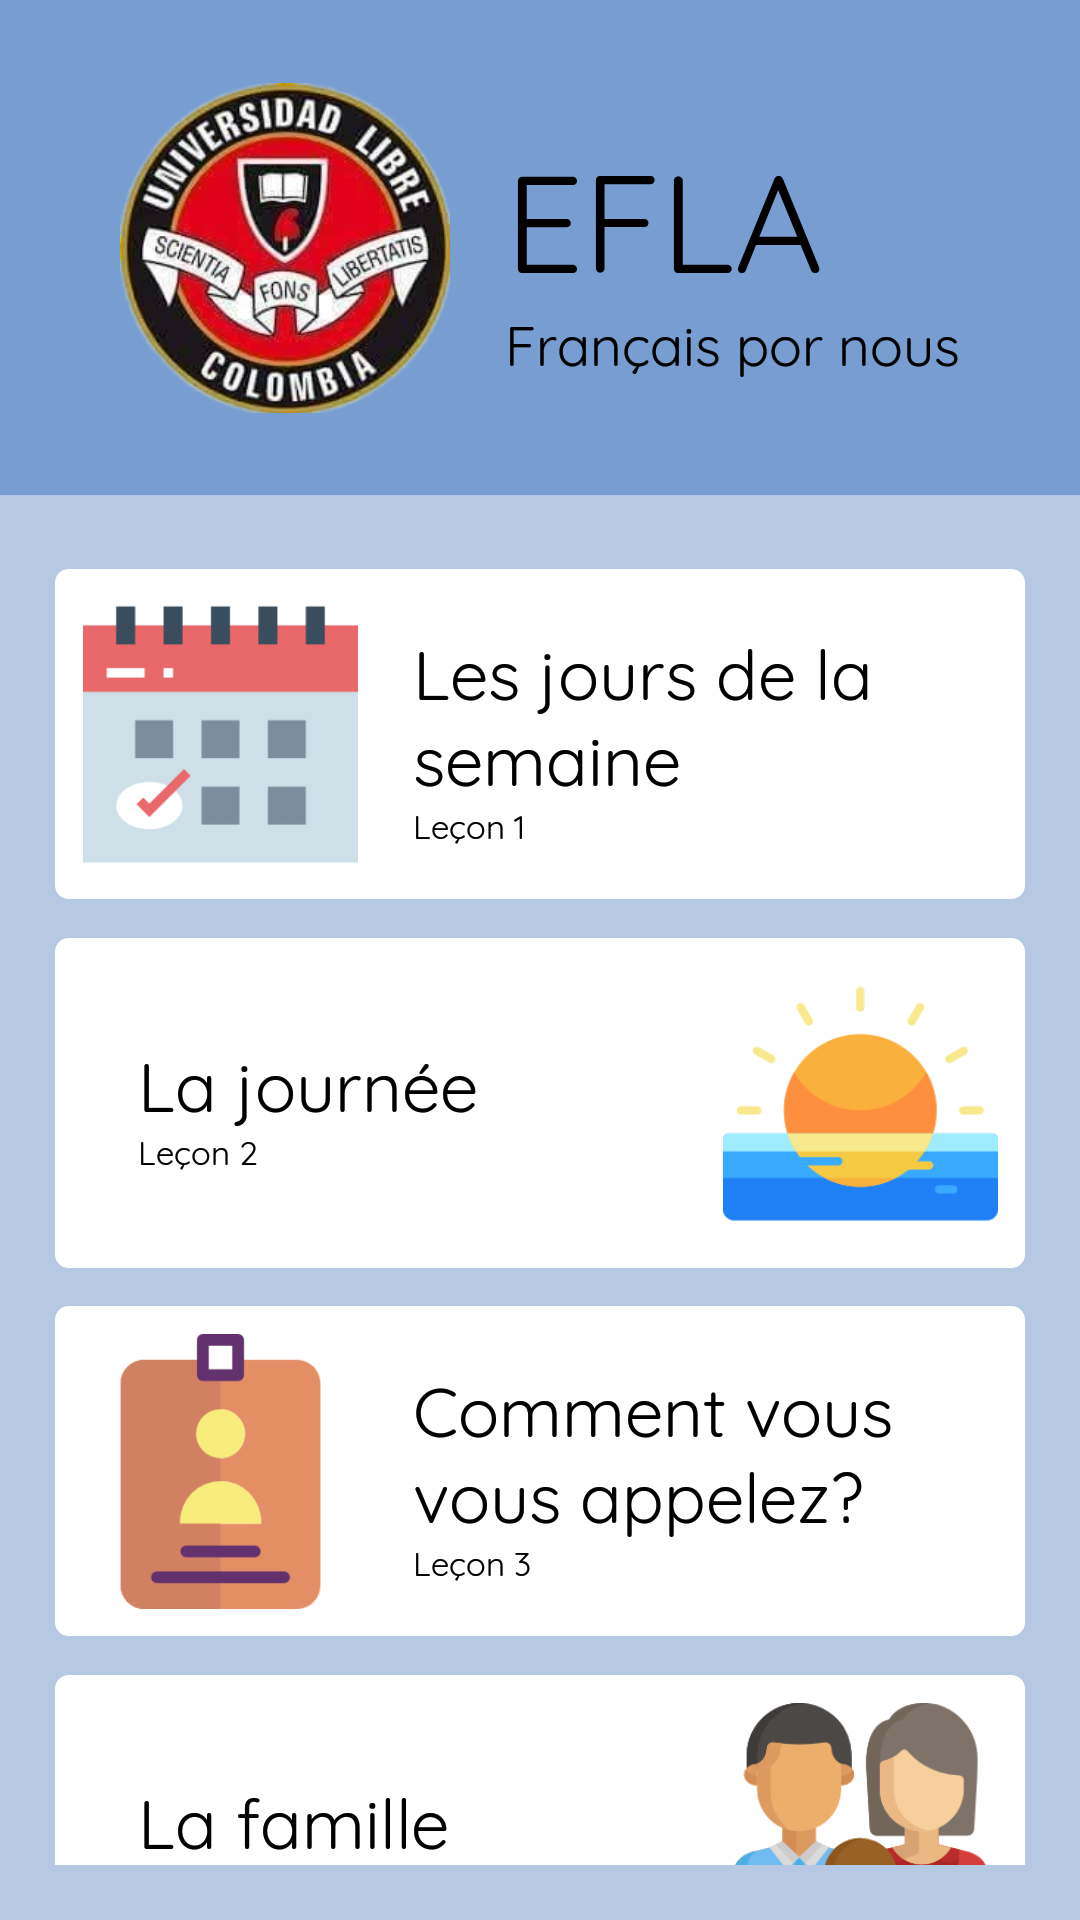 UNIVERSIDAD LIBRE
SCIENTIA
FONS
LIBERTATIS
COLOMBIA
EFLA
Français por nous
Les jours de la
semaine
Leçon 1
La journée
Leçon 2
Comment vous
vous appelez?
Leçon 3
La famille